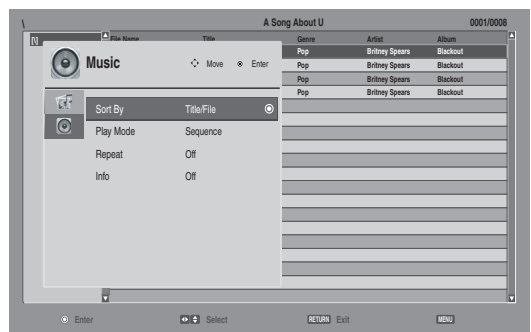 \ A Song About U 0001/0008
N File Name Title Genre Artist Album
Pop Britney Spears Blackout
Music Move Enter
Pop Britney Spears Blackout
Pop Britney Spears Blackout
Pop Britney Spears Blackout
Sort By Title/File
Play Mode Sequence
Repeat Off
Info Off
Enter Select RETURN Exit MENU